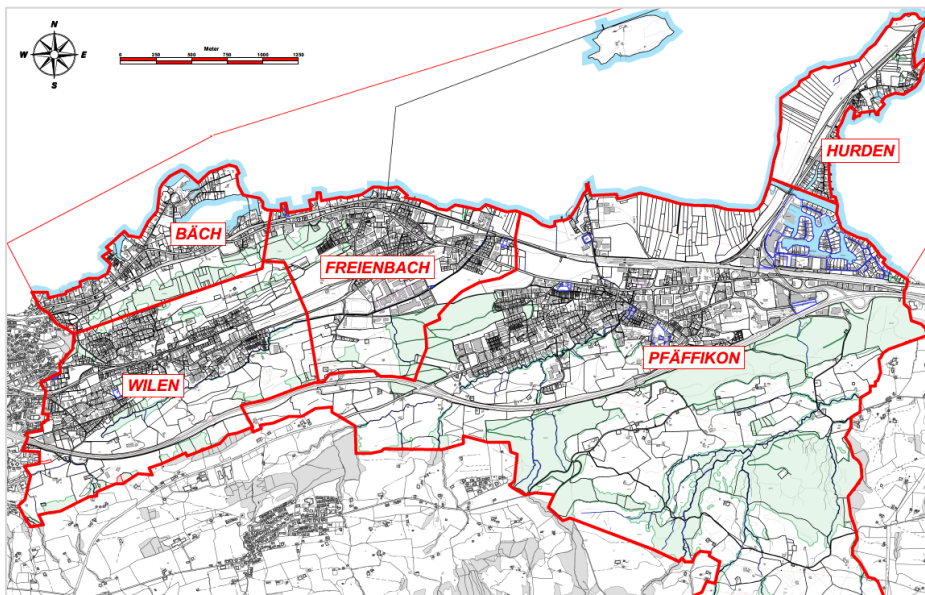 N
W E
S
Meter
0 250 500 750 1000 1250
HURDEN
BÄCH
FREIENBACH
PFÄFFIKON
WILEN